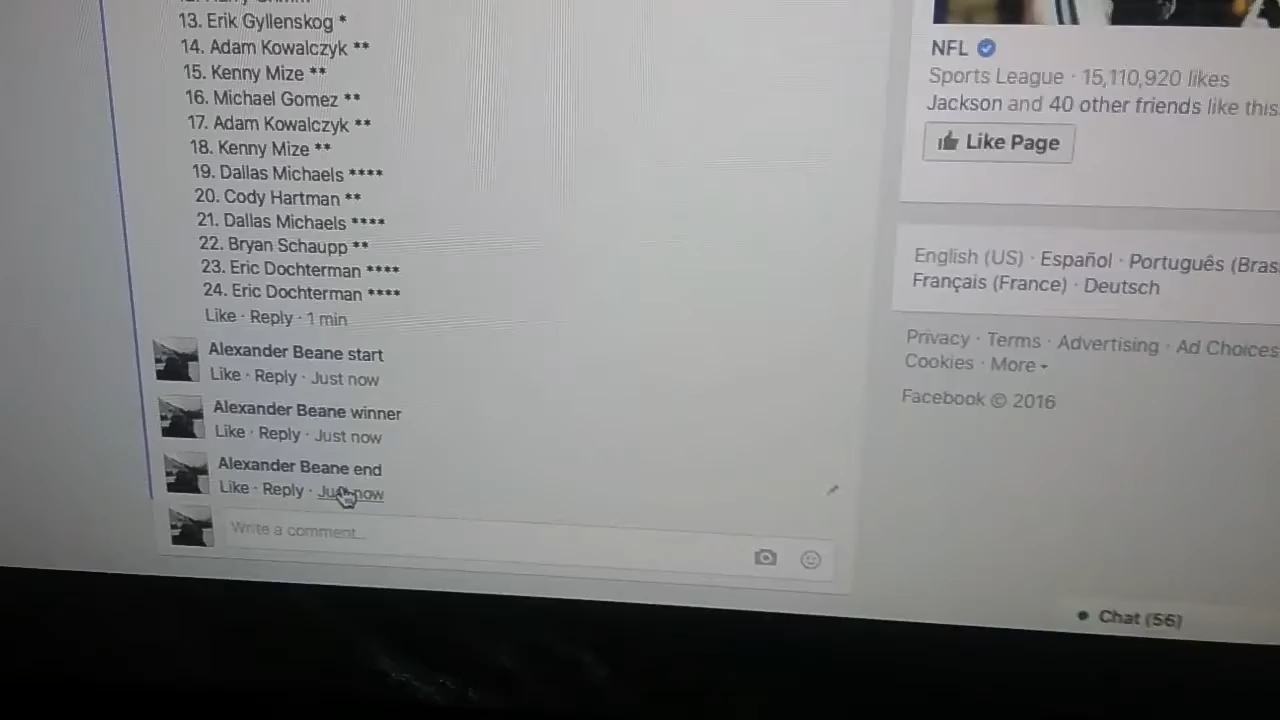 13. Erik Gyllenskog *
14. Adam Kowalczyk **
15. Kenny Mize **
16. Michael Gomez **
17. Adam Kowalczyk **
18. Kenny Mize **
19. Dallas Michaels ****
20. Cody Hartman **
21. Dallas Michaels ****
22. Bryan Schaupp **
23. Eric Dochterman ****
24. Eric Dochterman ****
Like · Reply · 1 min
Alexander Beane start
Like · Reply · Just now
Alexander Beane winner
Like · Reply · Just now
Alexander Beane end
Like · Reply · Just now
Write a comment...
NFL
Sports League · 15,110,920 likes
Jackson and 40 other friends like this.
Like Page
English (US) · Español · Português (Bras
Français (France) · Deutsch
Privacy · Terms · Advertising · Ad Choices
Cookies · More
Facebook © 2016
Chat (56)